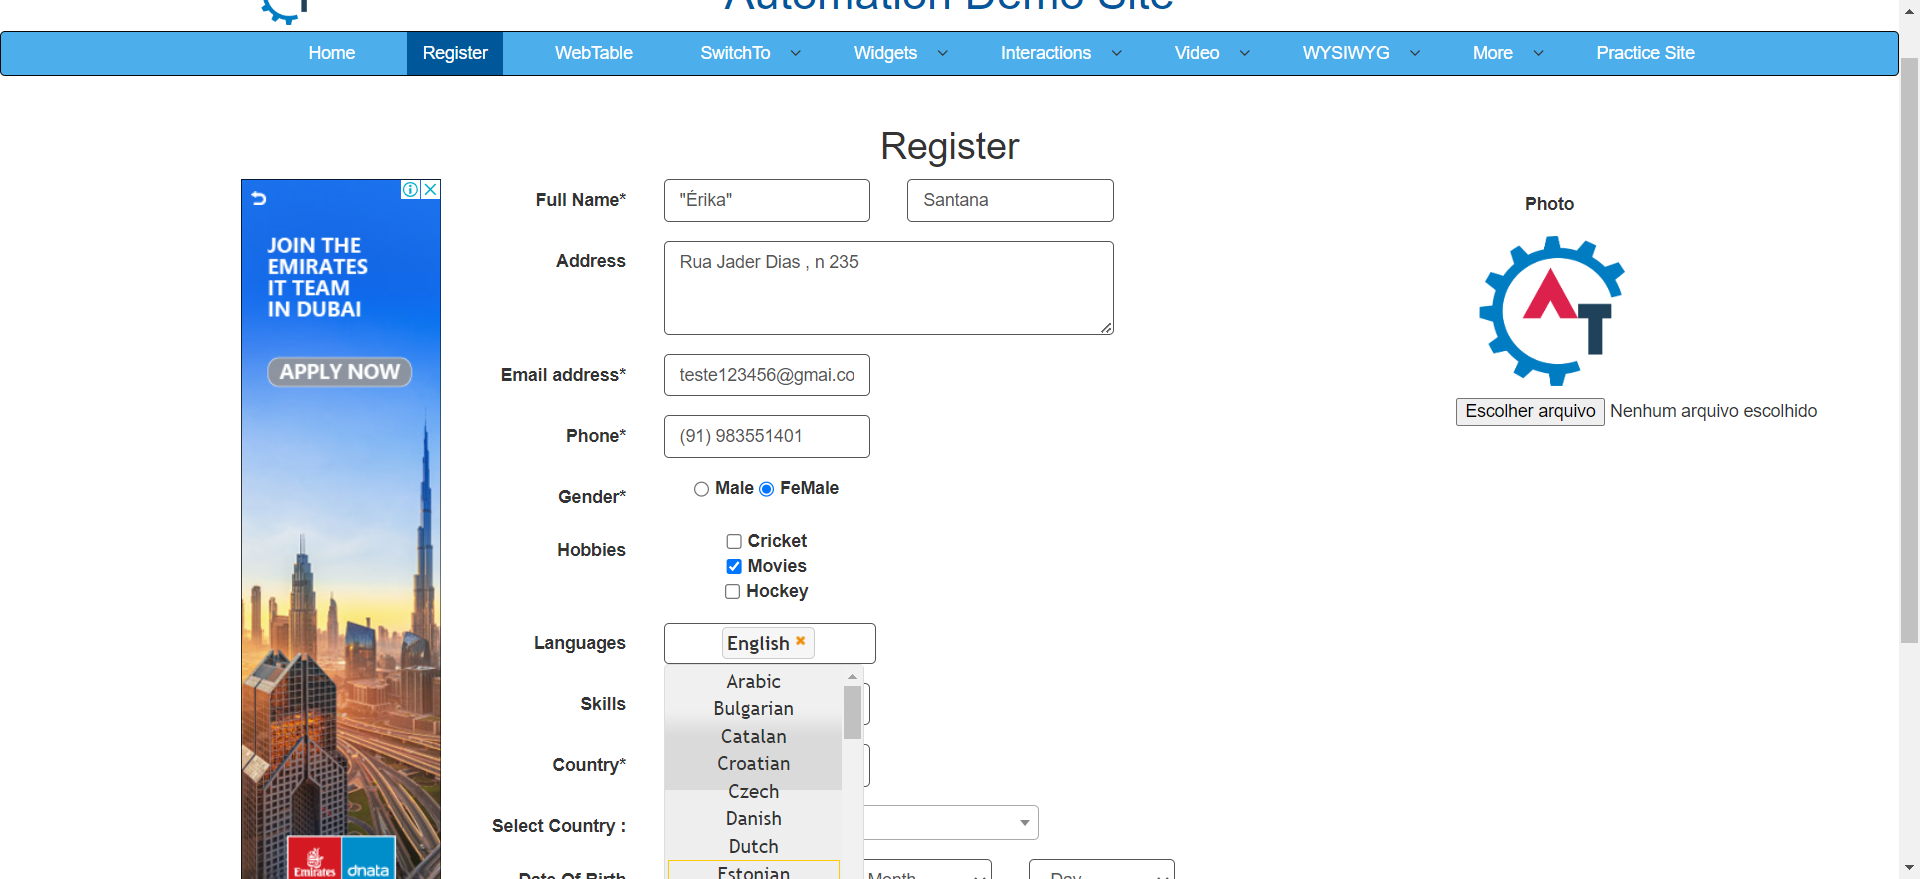 Automation Demo Site
Home Register WebTable SwitchTo Widgets Interactions Video WYSIWYG More Practice Site
Register
JOIN THE
EMIRATES
IT TEAM
IN DUBAI
APPLY NOW
Emirates dnata
Full Name* "Érika" Santana
Address Rua Jader Dias , n 235
Email address* teste123456@gmai.co
Phone* (91) 983551401
Gender* Male FeMale
Hobbies
Cricket
Movies
Hockey
Languages English
Arabic
Bulgarian
Catalan
Croatian
Czech
Danish
Dutch
Estonian
Skills
Country*
Select Country :
Date Of Birth Month Day
Photo
AT
Escolher arquivo Nenhum arquivo escolhido